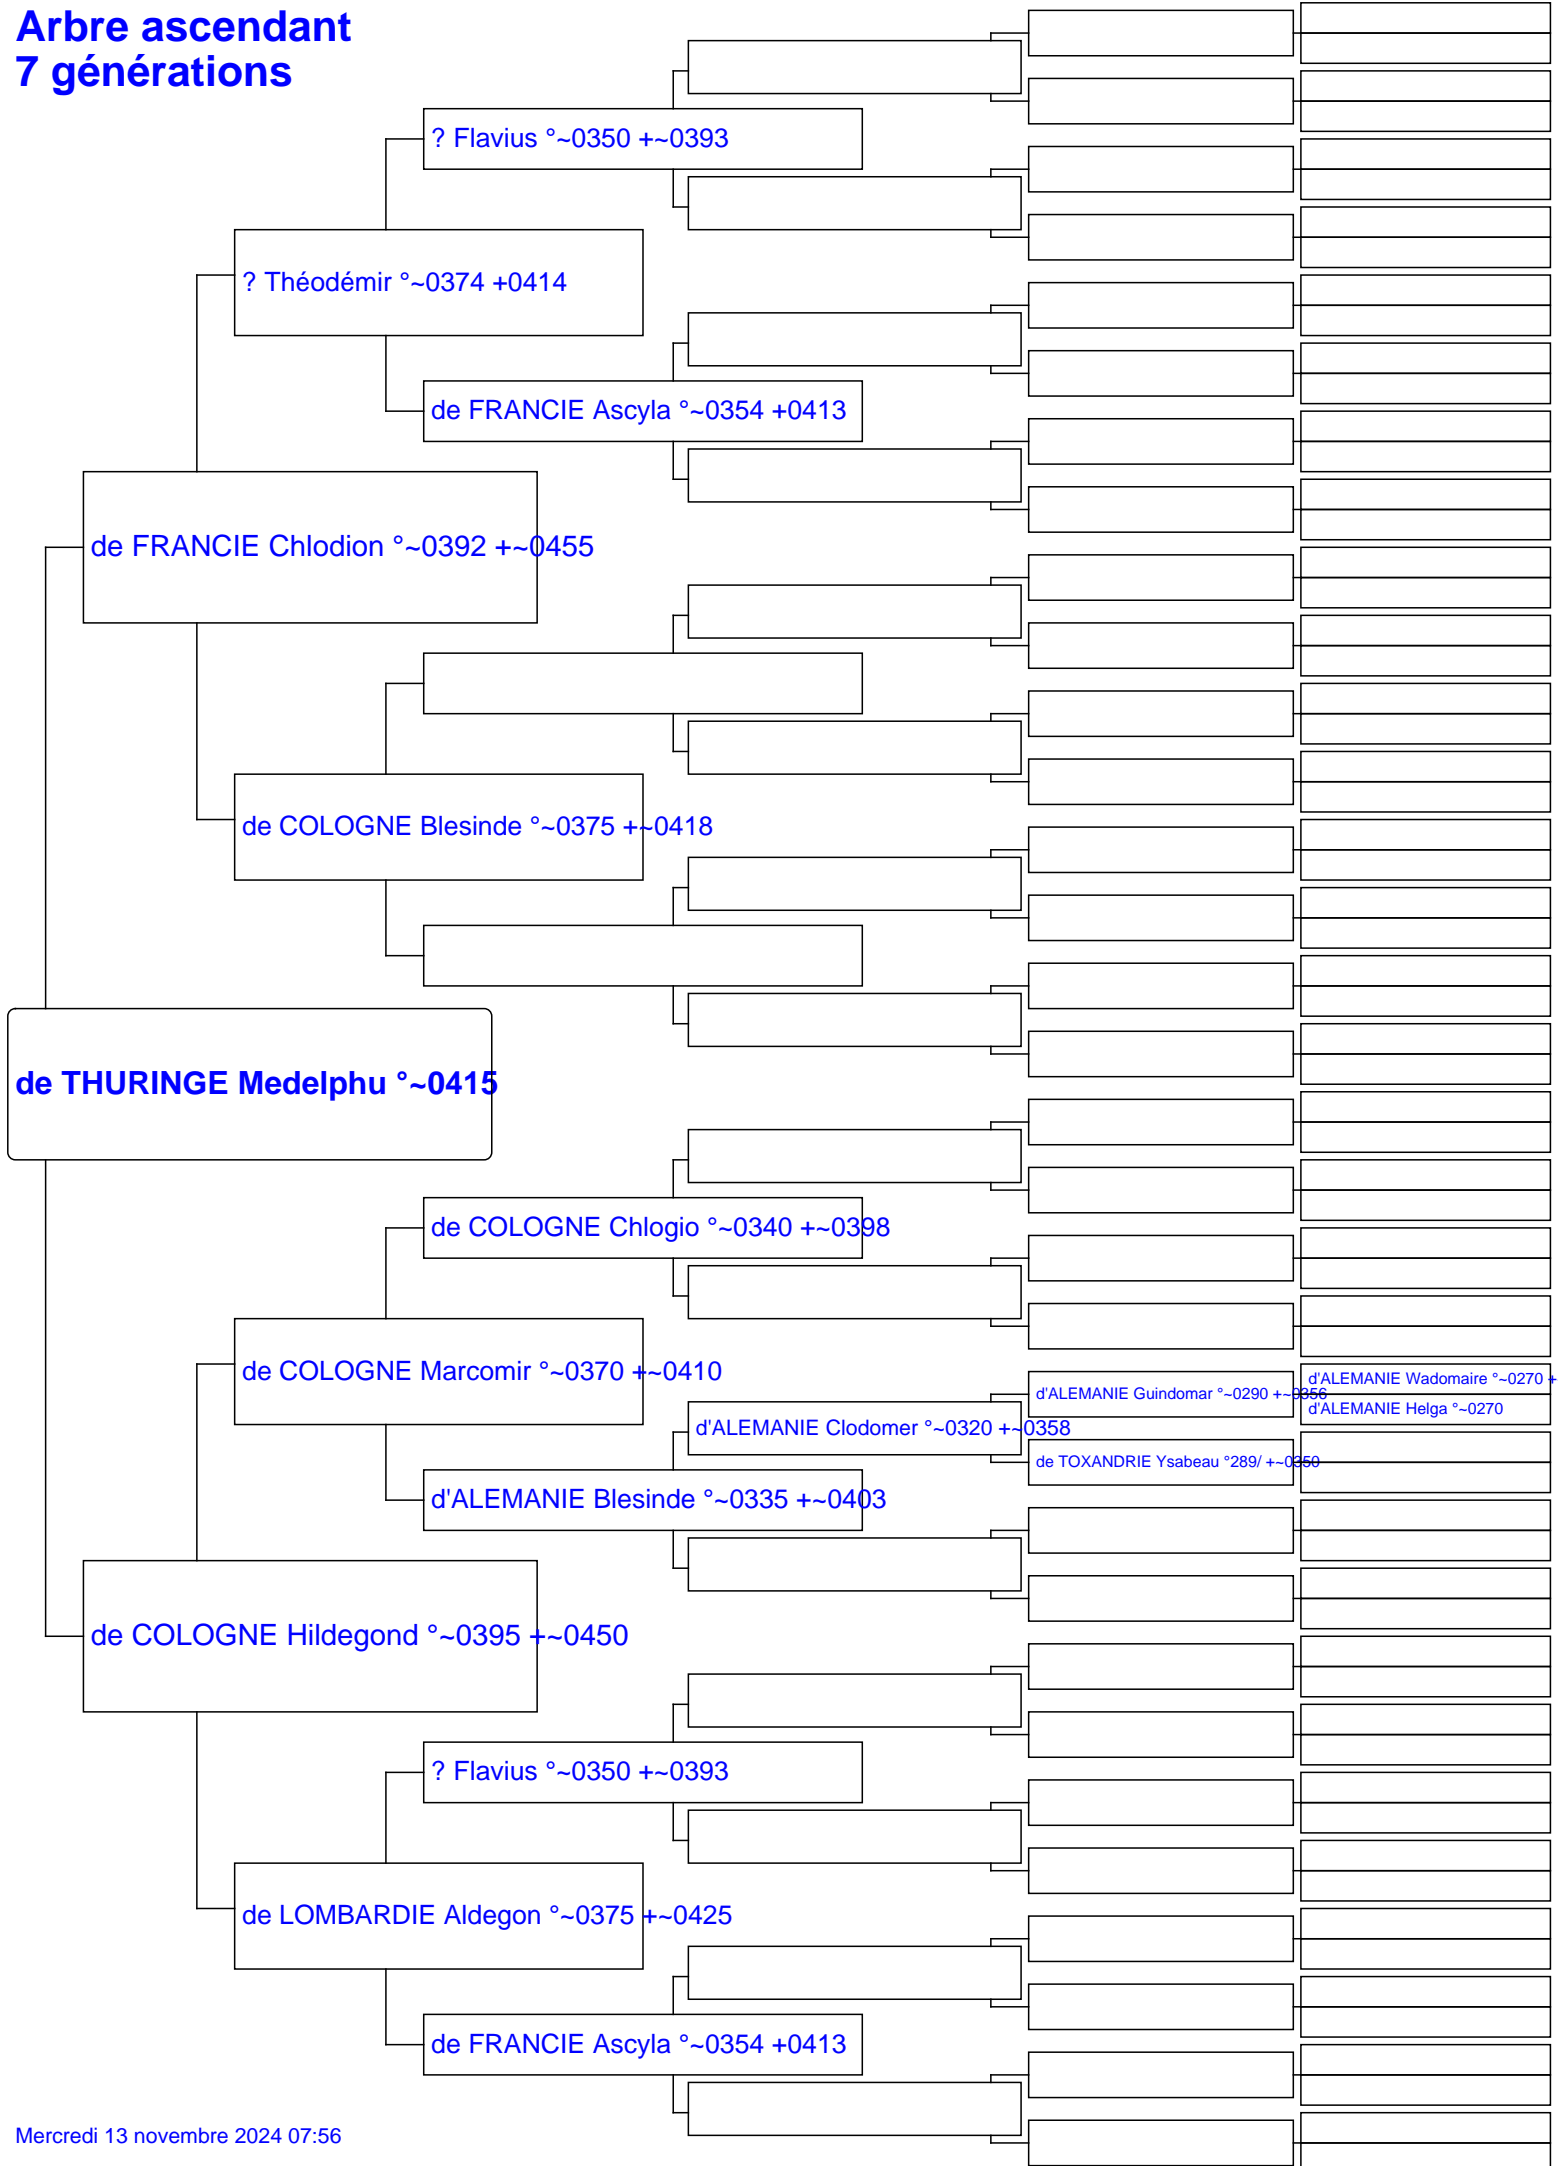 Arbre ascendant
7 générations
? Flavius °~0350 +~0393
? Théodémir °~0374 +0414
de FRANCIE Ascyla °~0354 +0413
de FRANCIE Chlodion °~0392 +~0455
de COLOGNE Blesinde °~0375 +~0418
de THURINGE Medelphu °~0415
de COLOGNE Chlogio °~0340 +~0398
de COLOGNE Marcomir °~0370 +~0410
d'ALEMANIE Wadomaire °~0270 +
d'ALEMANIE Guindomar °~0290 +~0356
d'ALEMANIE Helga °~0270
d'ALEMANIE Clodomer °~0320 +~0358
de TOXANDRIE Ysabeau °289/ +~0350
d'ALEMANIE Blesinde °~0335 +~0403
de COLOGNE Hildegond °~0395 +~0450
? Flavius °~0350 +~0393
de LOMBARDIE Aldegon °~0375 +~0425
de FRANCIE Ascyla °~0354 +0413
Mercredi 13 novembre 2024 07:56